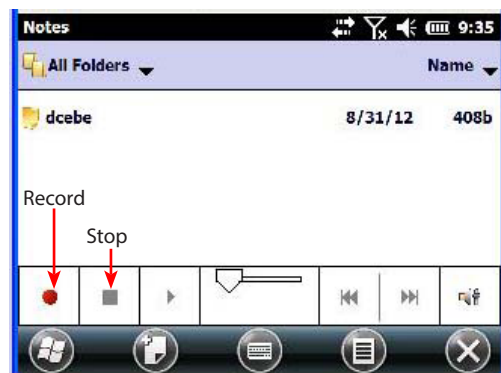 Notes 9:35
All Folders Name
dcebe 8/31/12 408b
Record
Stop